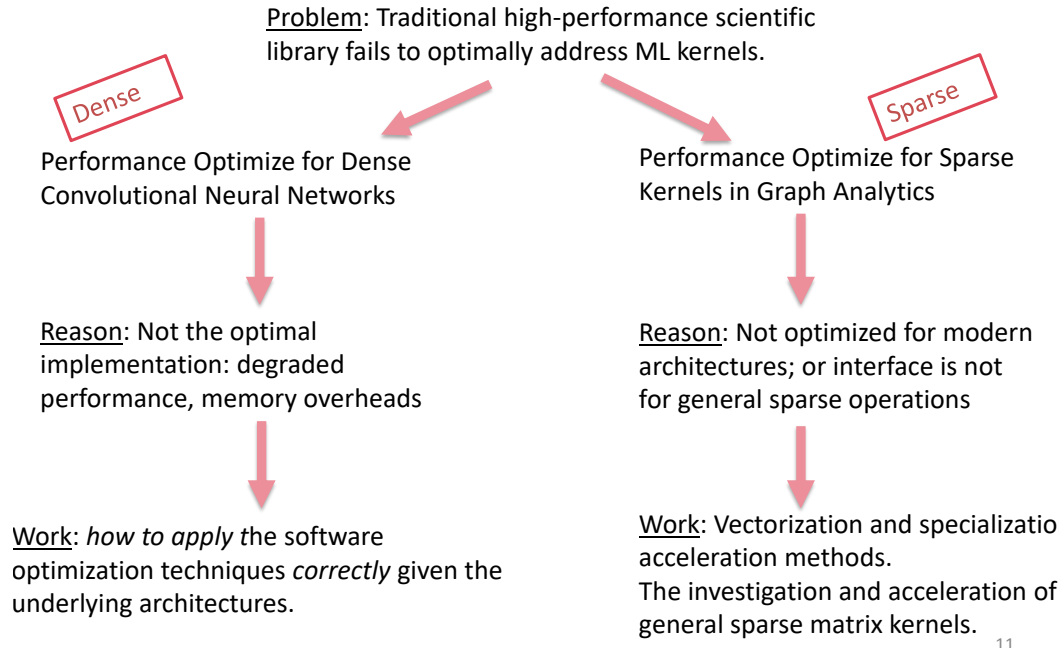 Problem: Traditional high-performance scientific
library fails to optimally address ML kernels.
Dense
Performance Optimize for Dense
Convolutional Neural Networks
Reason: Not the optimal
implementation: degraded
performance, memory overheads
Work: how to apply the software
optimization techniques correctly given the
underlying architectures.
Sparse
Performance Optimize for Sparse
Kernels in Graph Analytics
Reason: Not optimized for modern
architectures; or interface is not
for general sparse operations
Work: Vectorization and specializatio
acceleration methods.
The investigation and acceleration of
general sparse matrix kernels.
11